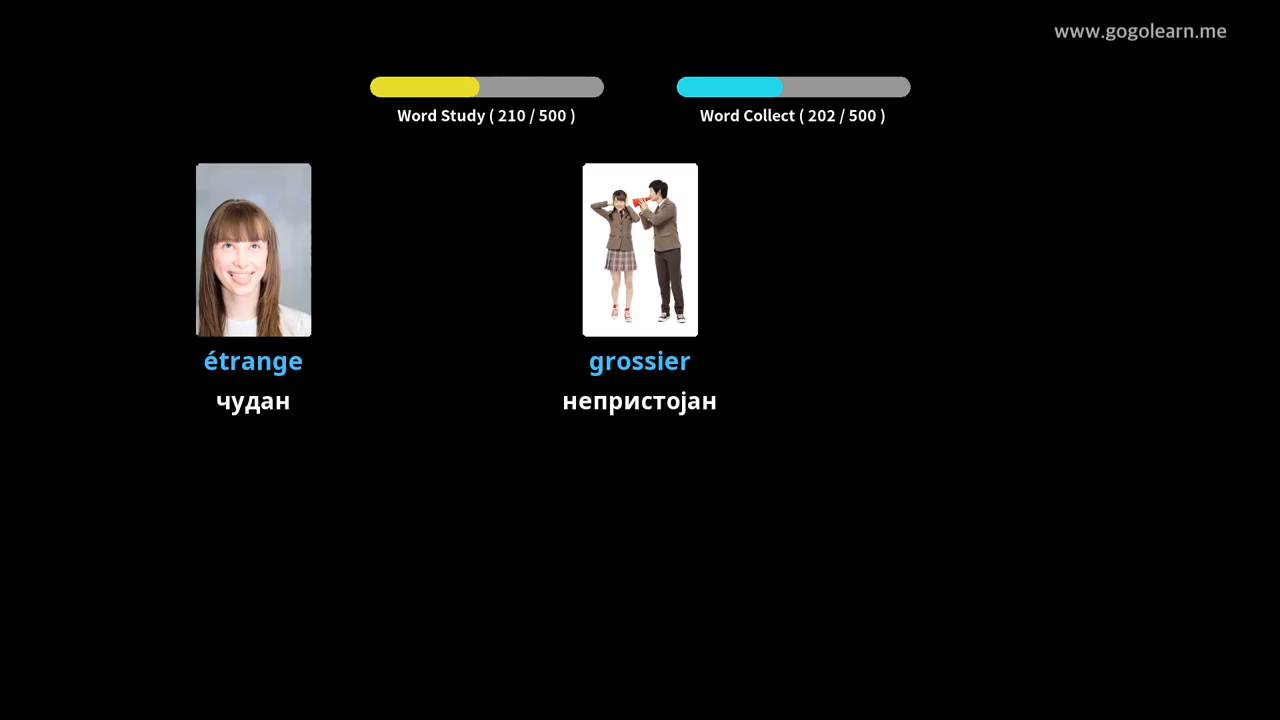 www.gogolearn.me
Word Study ( 210 / 500 )
Word Collect ( 202 / 500 )
étrange
чудан
grossier
непристојан